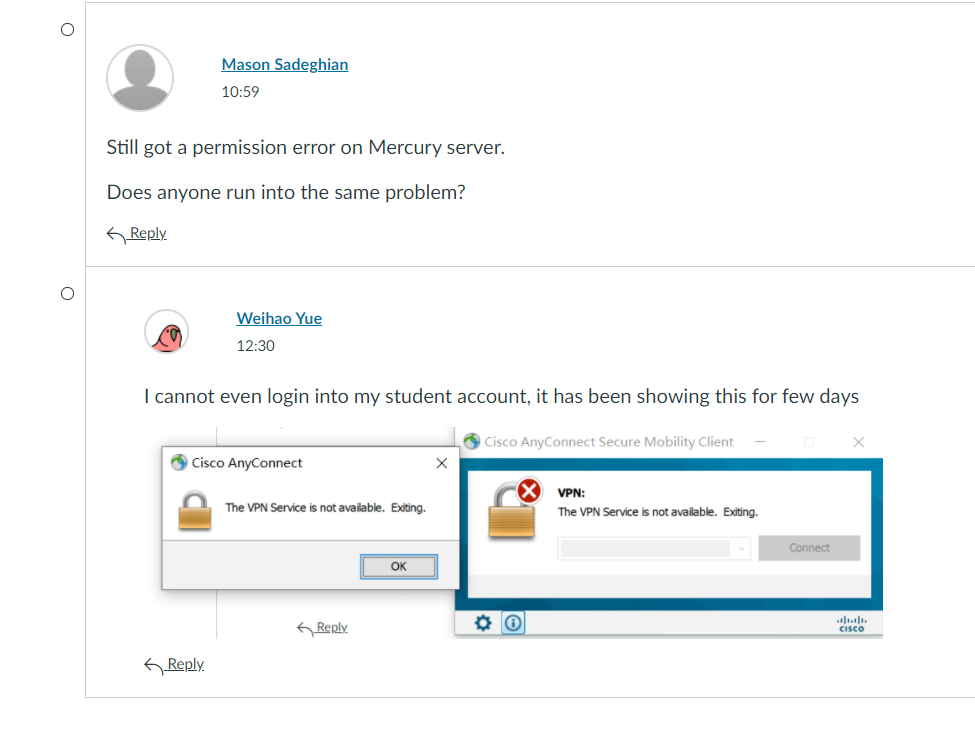 Mason Sadeghian
10:59
Still got a permission error on Mercury server.
Does anyone run into the same problem?
Reply
Weihao Yue
12:30
I cannot even login into my student account, it has been showing this for few days
Cisco AnyConnect Secure Mobility Client
Cisco AnyConnect
The VPN Service is not available. Exiting.
OK
VPN:
The VPN Service is not available. Exiting.
Connect
Reply
CISCO
Reply